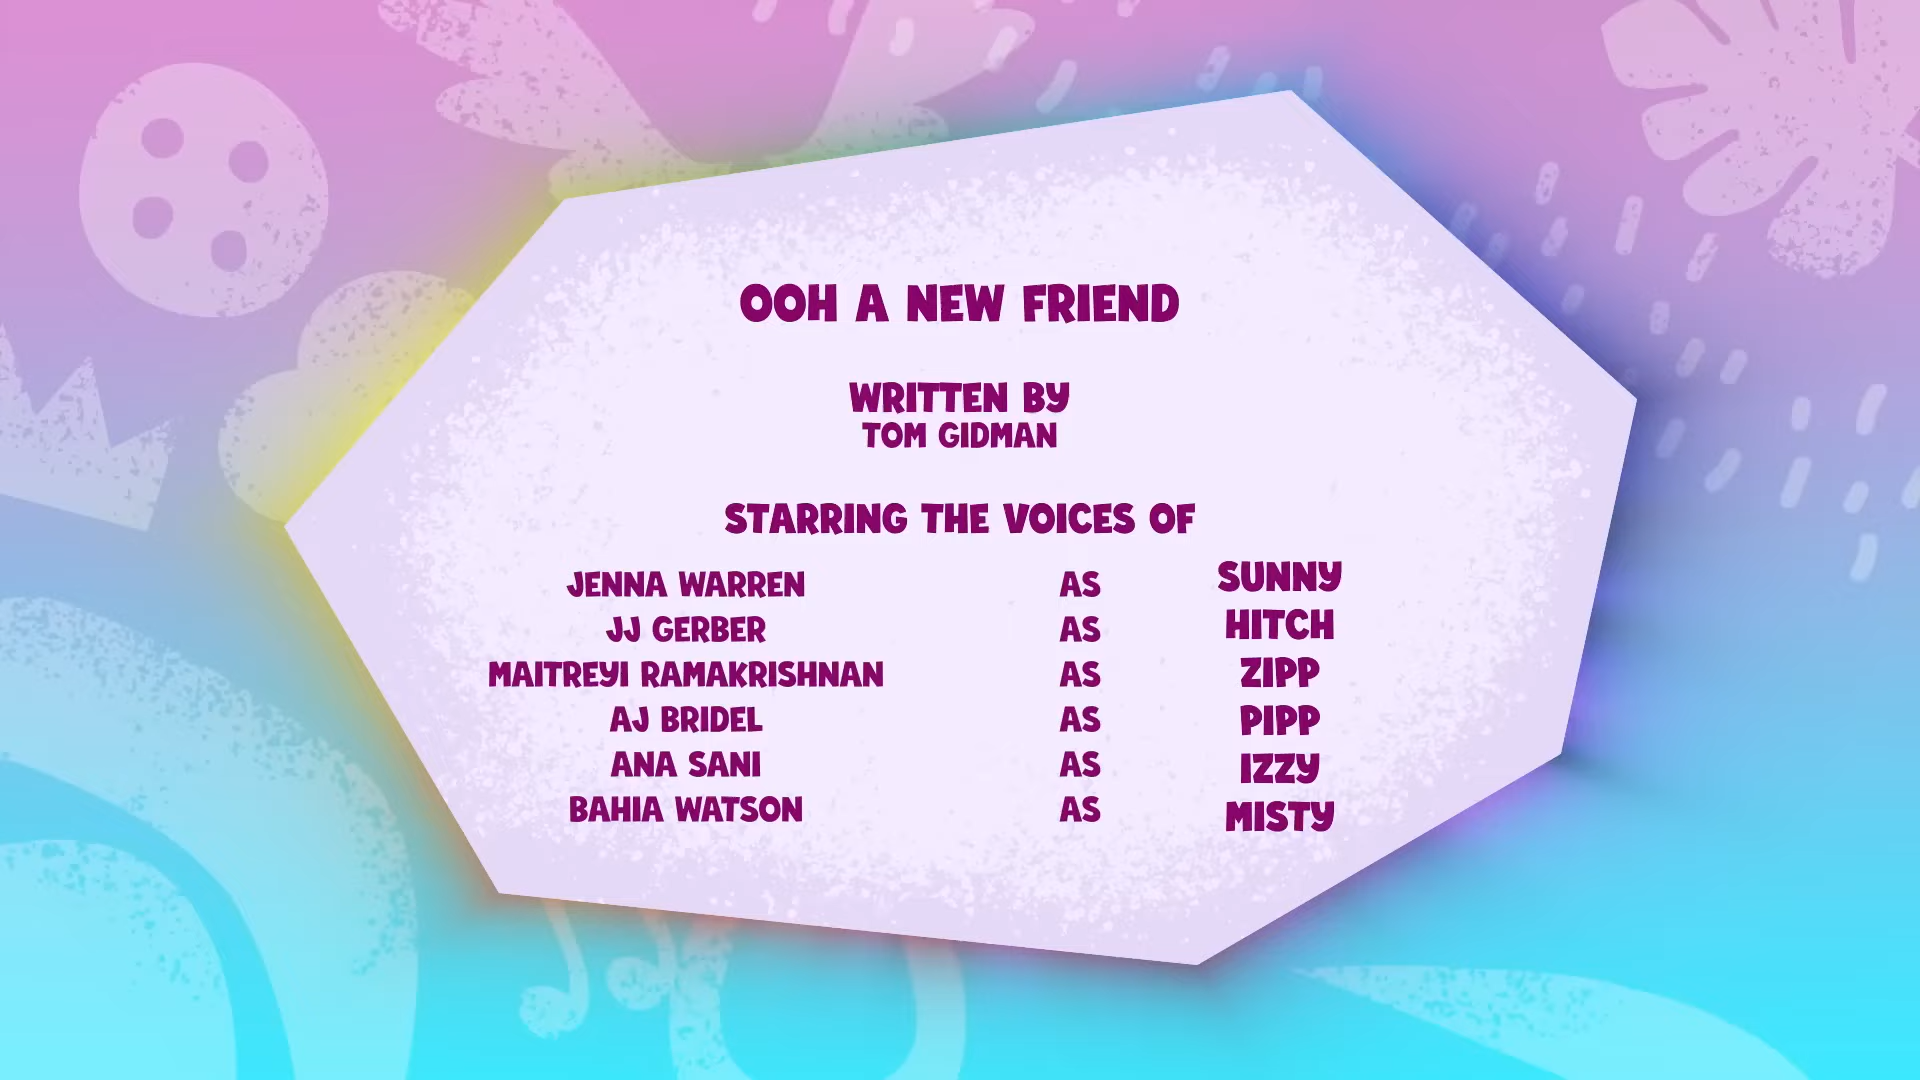 OOH A NEW FRIEND
WRITTEN BY
TOM GIDMAN
STARRING THE VOICES OF
JENNA WARREN AS SUNNY
JJ GERBER AS HITCH
MAITREYI RAMAKRISHNAN AS ZIPP
AJ BRIDEL AS PIPP
ANA SANI AS IZZY
BAHIA WATSON AS MISTY